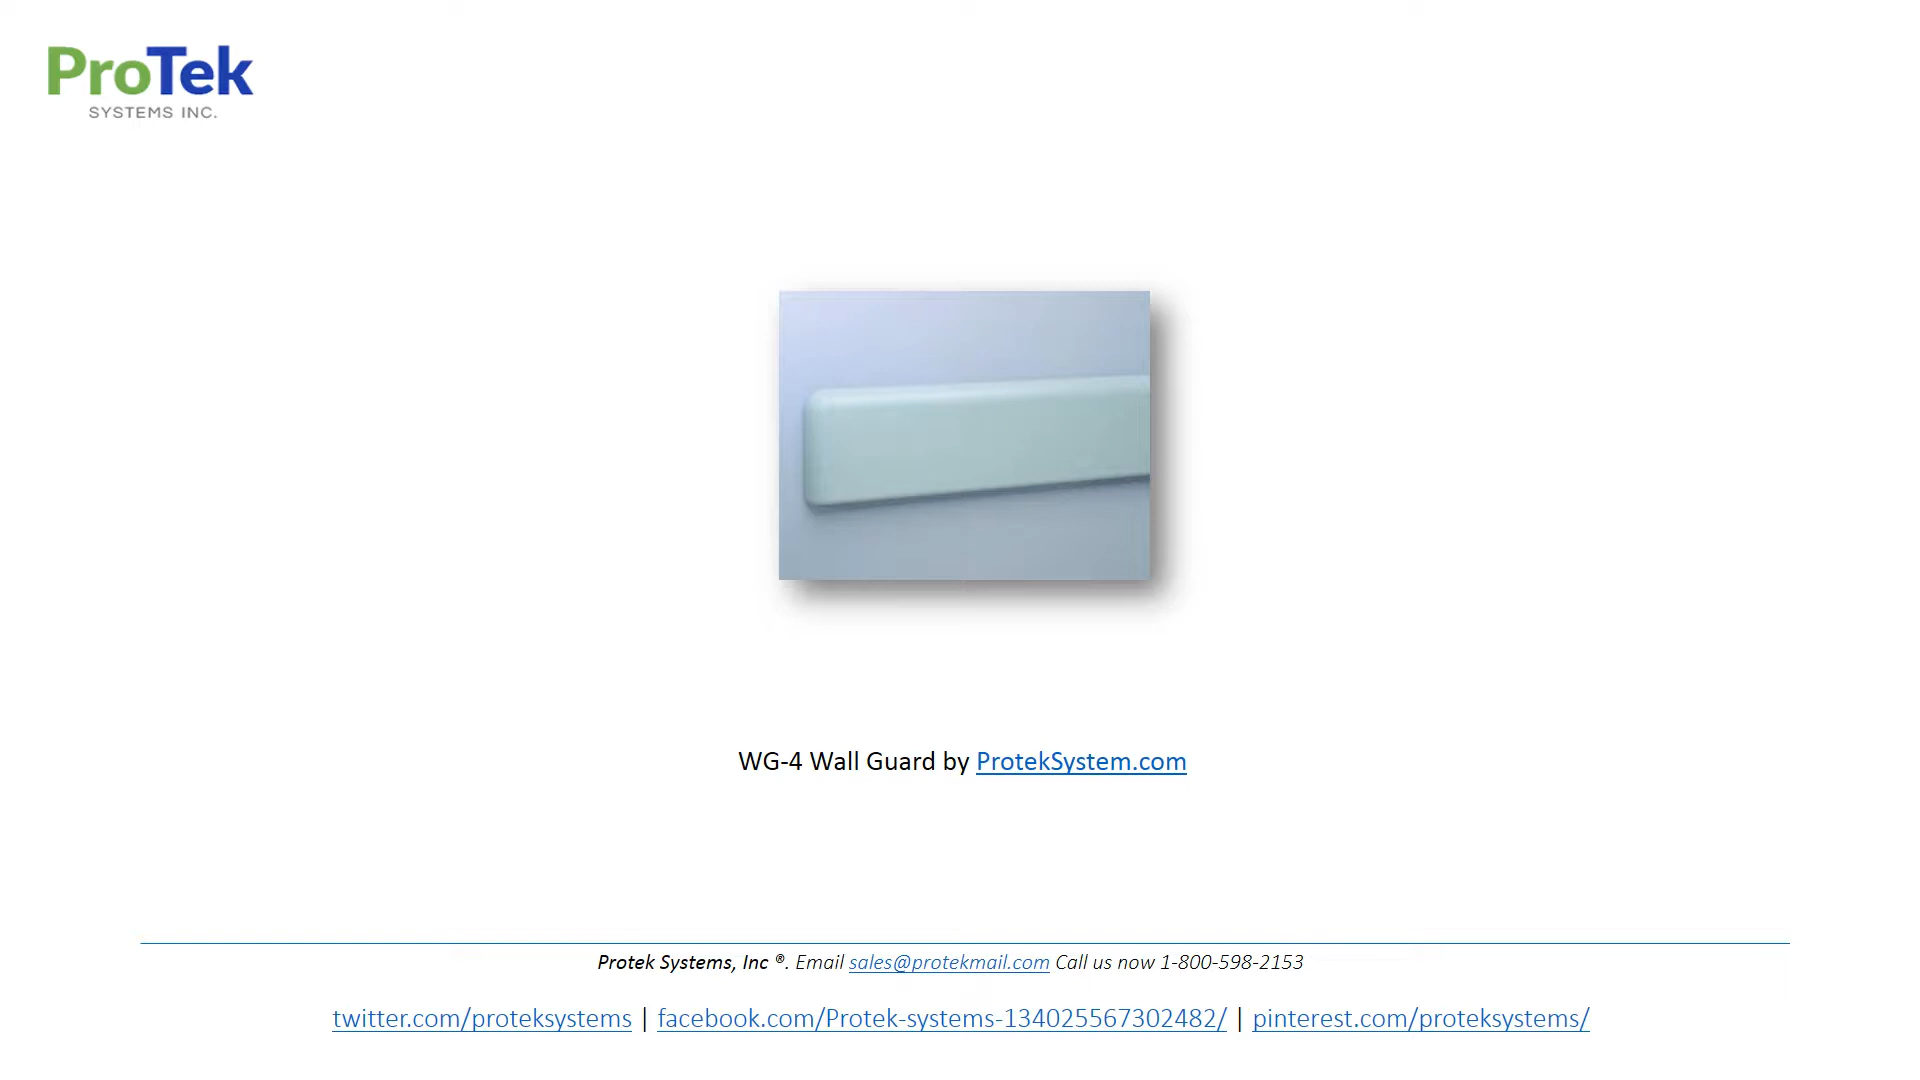 ProTek
SYSTEMS INC.
WG-4 Wall Guard by ProtekSystem.com
Protek Systems, Inc ®. Email sales@protekmail.com Call us now 1-800-598-2153
twitter.com/proteksystems | facebook.com/Protek-systems-134025567302482/ | pinterest.com/proteksystems/